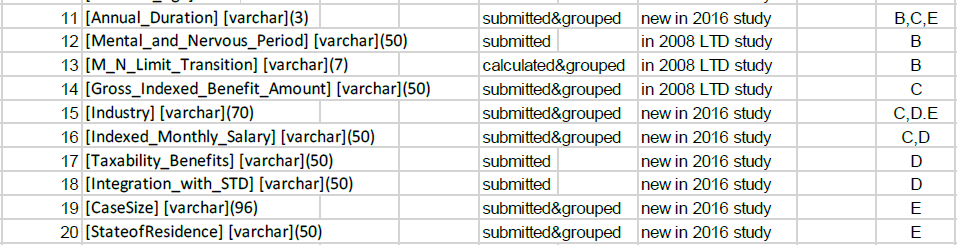 11 [Annual_Duration] [varchar](3) submitted&grouped new in 2016 study B,C,E
12 [Mental_and_Nervous_Period] [varchar](50) submitted in 2008 LTD study B
13 [M_N_Limit_Transition] [varchar](7) calculated&grouped in 2008 LTD study B
14 [Gross_Indexed_Benefit_Amount] [varchar](50) submitted&grouped in 2008 LTD study C
15 [Industry] [varchar](70) submitted&grouped new in 2016 study C,D.E
16 [Indexed_Monthly_Salary] [varchar](50) submitted&grouped new in 2016 study C,D
17 [Taxability_Benefits] [varchar](50) submitted new in 2016 study D
18 [Integration_with_STD] [varchar](50) submitted new in 2016 study D
19 [CaseSize] [varchar](96) submitted&grouped new in 2016 study E
20 [StateofResidence] [varchar](50) submitted&grouped new in 2016 study E